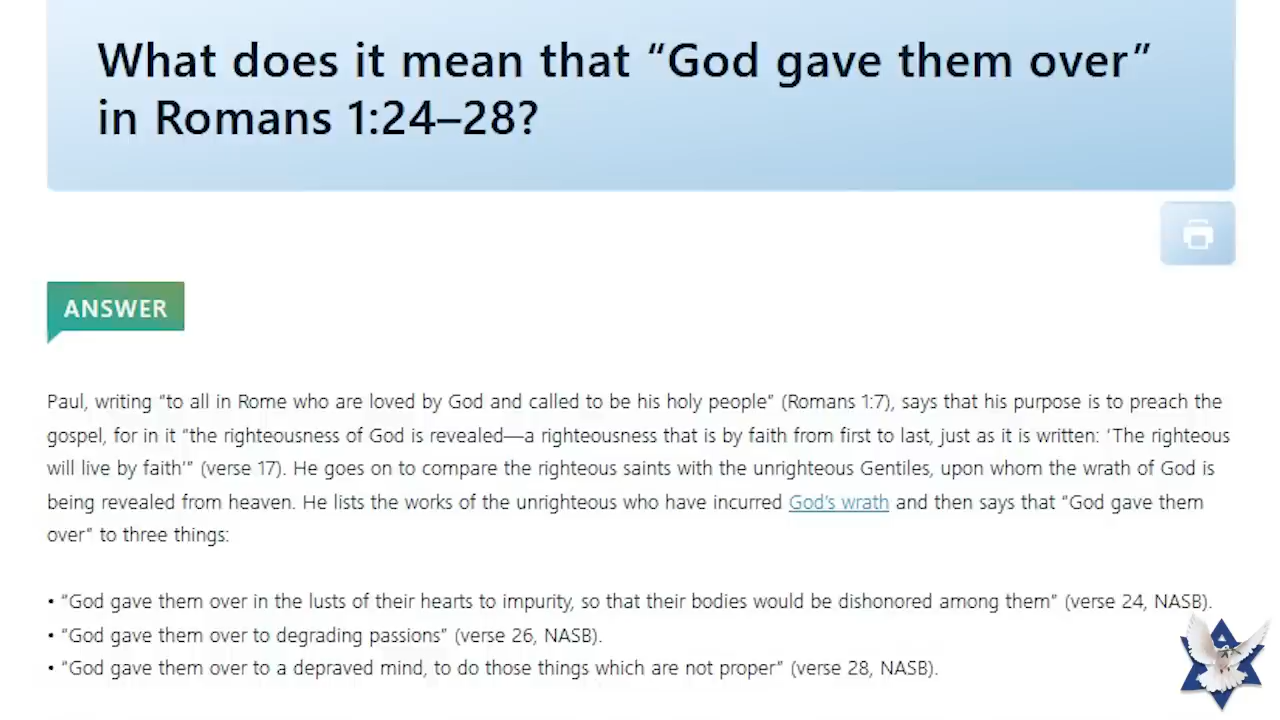 What does it mean that “God gave them over”
in Romans 1:24–28?
ANSWER
Paul, writing “to all in Rome who are loved by God and called to be his holy people” (Romans 1:7), says that his purpose is to preach the
gospel, for in it “the righteousness of God is revealed—a righteousness that is by faith from first to last, just as it is written: ‘The righteous
will live by faith’” (verse 17). He goes on to compare the righteous saints with the unrighteous Gentiles, upon whom the wrath of God is
being revealed from heaven. He lists the works of the unrighteous who have incurred God’s wrath and then says that “God gave them
over” to three things:
• “God gave them over in the lusts of their hearts to impurity, so that their bodies would be dishonored among them” (verse 24, NASB).
• “God gave them over to degrading passions” (verse 26, NASB).
• “God gave them over to a depraved mind, to do those things which are not proper” (verse 28, NASB).